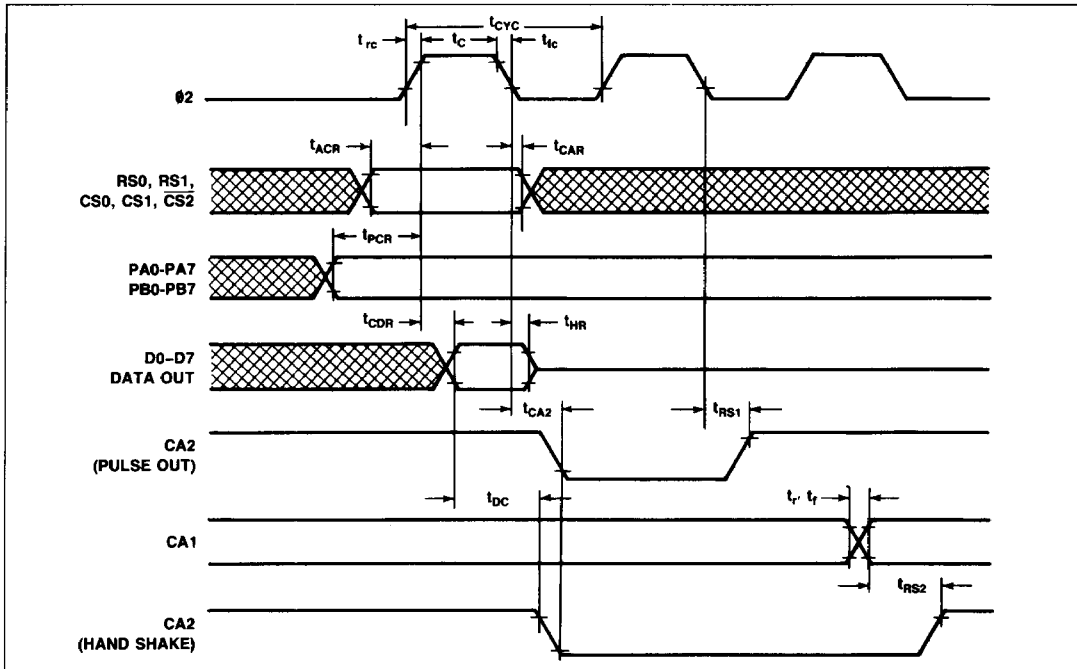 tCYC
trc tC tfc
Ø2
tACR tCAR
RS0, RS1,
CS0, CS1, CS2
tPCR
PA0-PA7
PB0-PB7
tCDR tHR
D0-D7
DATA OUT
tCA2 tRS1
CA2
(PULSE OUT)
tDC tr, tf
CA1
tRS2
CA2
(HAND SHAKE)